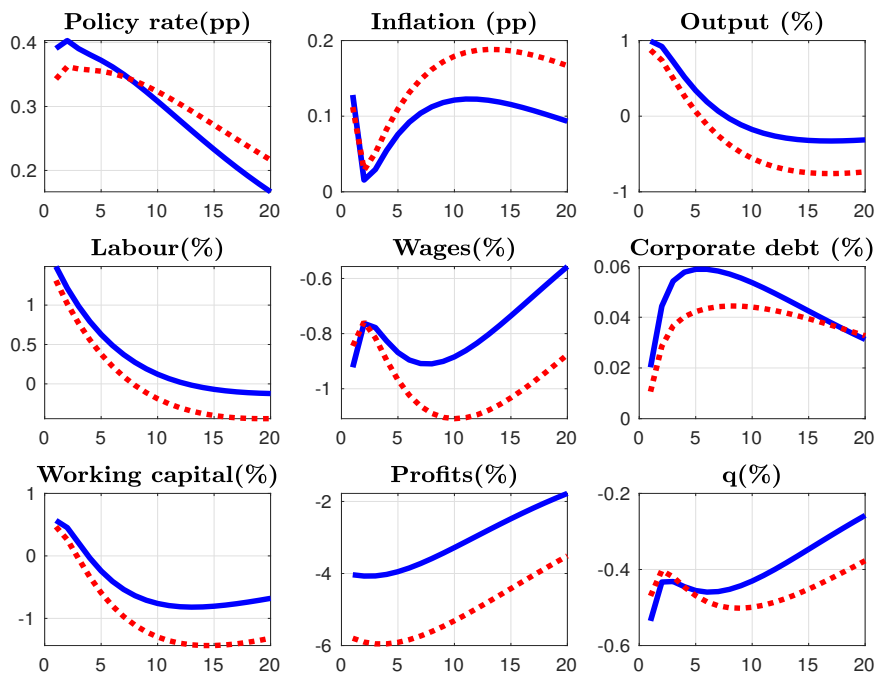 Policy rate(pp)
0.4
0.3
0.2
0 5 10 15 20
Inflation (pp)
0.2
0.1
0
0 5 10 15 20
Output (%)
1
0
-1
0 5 10 15 20
Labour(%)
1
0.5
0
0 5 10 15 20
Wages(%)
-0.6
-0.8
-1
0 5 10 15 20
Corporate debt (%)
0.06
0.04
0.02
0
0 5 10 15 20
Working capital(%)
1
0
-1
0 5 10 15 20
Profits(%)
-2
-4
-6
0 5 10 15 20
q(%)
-0.2
-0.4
-0.6
0 5 10 15 20